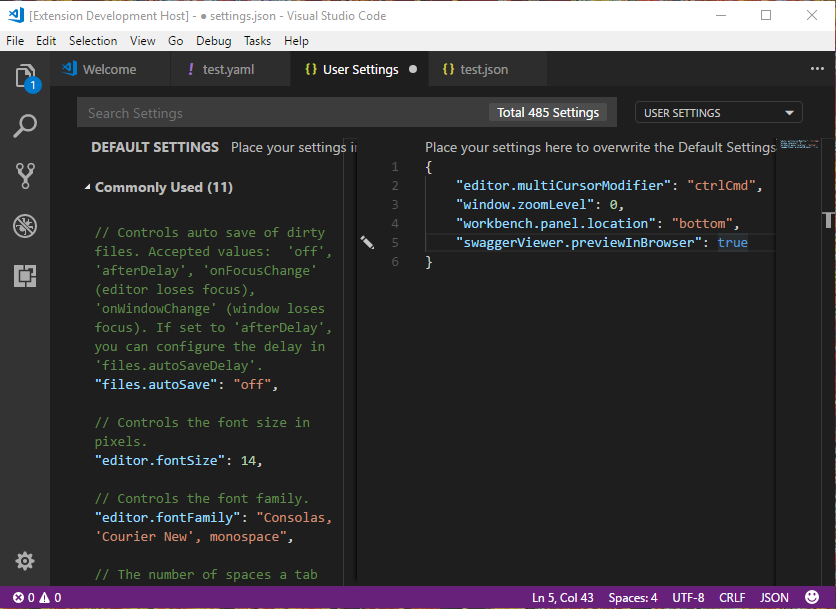 [Extension Development Host] - ● settings.json - Visual Studio Code
File Edit Selection View Go Debug Tasks Help
1
Welcome
! test.yaml
{} User Settings ●
{} test.json
...
Search Settings
Total 485 Settings
USER SETTINGS
DEFAULT SETTINGS Place your settings i
Commonly Used (11)
// Controls auto save of dirty
files. Accepted values:  'off',
'afterDelay', 'onFocusChange'
(editor loses focus),
'onWindowChange' (window loses
focus). If set to 'afterDelay',
you can configure the delay in
'files.autoSaveDelay'.
"files.autoSave": "off",
// Controls the font size in
pixels.
"editor.fontSize": 14,
// Controls the font family.
"editor.fontFamily": "Consolas,
'Courier New', monospace",
// The number of spaces a tab
Place your settings here to overwrite the Default Settings
1 {
2 "editor.multiCursorModifier": "ctrlCmd",
3 "window.zoomLevel": 0,
4 "workbench.panel.location": "bottom",
5 "swaggerViewer.previewInBrowser": true
6 }
0 0
Ln 5, Col 43 Spaces: 4 UTF-8 CRLF JSON